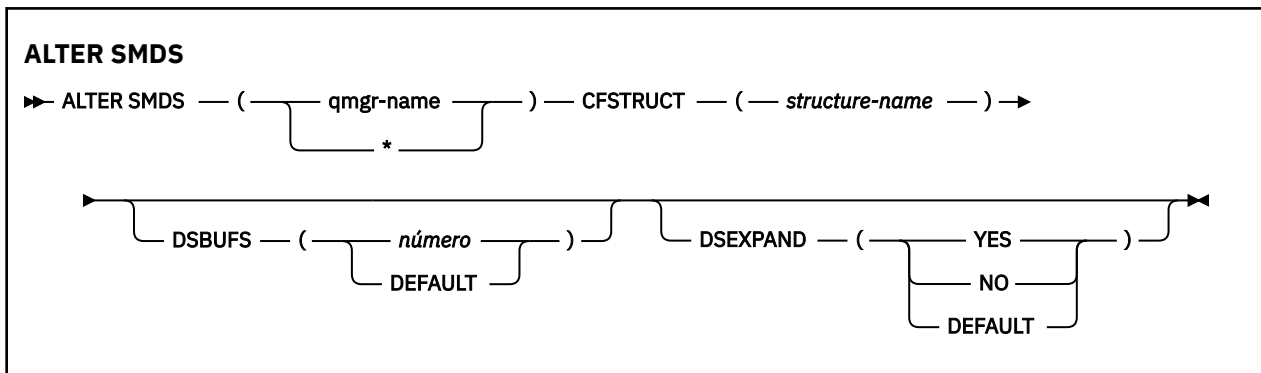 ALTER SMDS
ALTER SMDS ( qmgr-name ) CFSTRUCT ( structure-name )
*
DSBUFS ( número ) DSEXPAND ( YES )
DEFAULT NO
DEFAULT